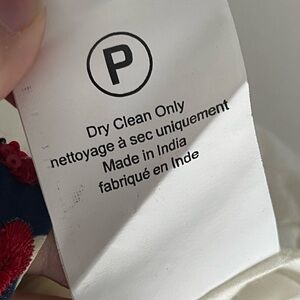 P
Dry Clean Only
nettoyage à sec uniquement
Made in India
fabriqué en Inde